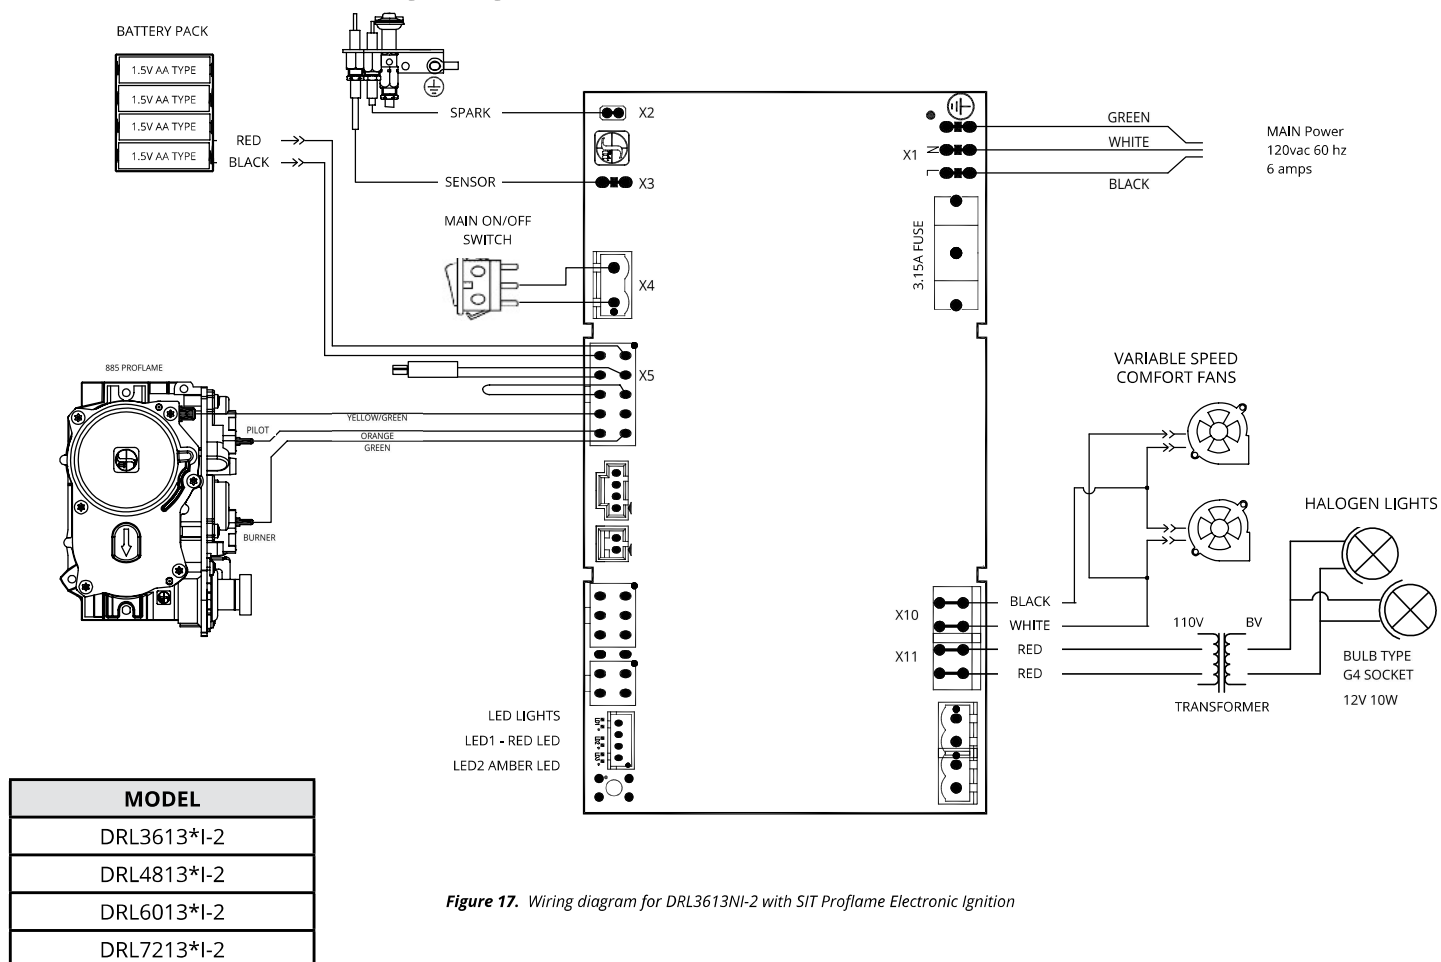 BATTERY PACK
1.5V AA TYPE
1.5V AA TYPE
1.5V AA TYPE
1.5V AA TYPE
RED
BLACK
SPARK
X2
SENSOR
X3
MAIN ON/OFF
SWITCH
X4
X5
885 PROFLAME
YELLOW/GREEN
PILOT
ORANGE
GREEN
BURNER
GREEN
WHITE
BLACK
X1
N
L
MAIN Power
120vac 60 hz
6 amps
3.15A FUSE
VARIABLE SPEED
COMFORT FANS
HALOGEN LIGHTS
X10
BLACK
WHITE
X11
RED
RED
110V
BV
TRANSFORMER
BULB TYPE
G4 SOCKET
12V 10W
LED LIGHTS
LED1 - RED LED
LED2 AMBER LED
MODEL
DRL3613*I-2
DRL4813*I-2
DRL6013*I-2
DRL7213*I-2
Figure 17. Wiring diagram for DRL3613NI-2 with SIT Proflame Electronic Ignition